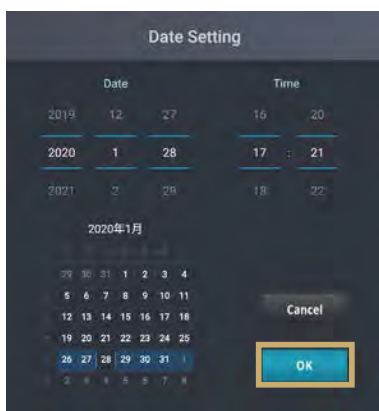 Date Setting
Date Time
2019 12 27 16 20
2020 1 28 17 : 21
2021 2 29 18 22
2020年1月
29 30 31 1 2 3 4
5 6 7 8 9 10 11
12 13 14 15 16 17 18
19 20 21 22 23 24 25
26 27 28 29 30 31 1
2 3 4 5 6 7 8
Cancel
OK